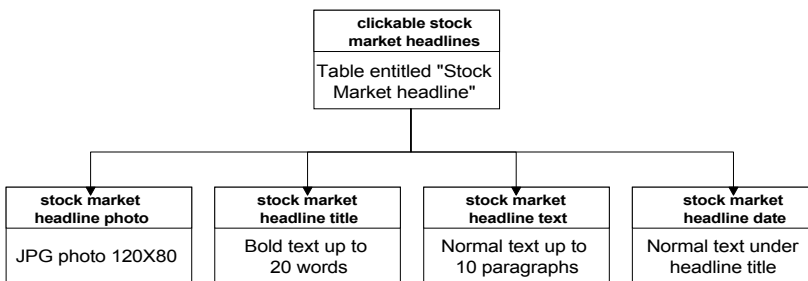 clickable stock
market headlines
Table entitled "Stock
Market headline"
stock market
headline photo
JPG photo 120X80
stock market
headline title
Bold text up to
20 words
stock market
headline text
Normal text up to
10 paragraphs
stock market
headline date
Normal text under
headline title